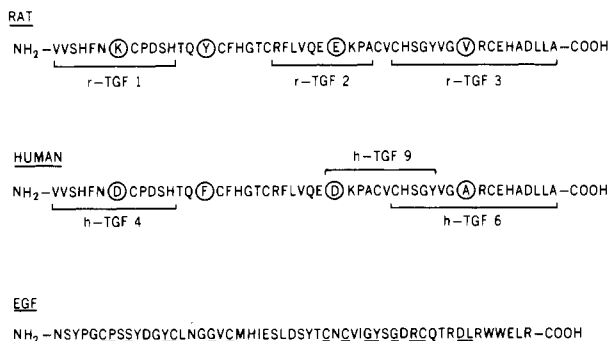 RAT
NH2–VVSHFNKCPDSHTQYCFHGTCRFLVQEEKPACVCHSGYVGVRCEHADLLA–COOH
r-TGF 1 r-TGF 2 r-TGF 3
HUMAN
h-TGF 9
NH2–VVSHFNDCPDSHTQFCFHGTCRFLVQEDKPACVCHSGYVGARCEHADLLA–COOH
h-TGF 4 h-TGF 6
EGF
NH2–NSYPGCPSSYDGYCLNGGVCMHIESLDSYTCNCVIGYSGDRCQTRDLRWWELR–COOH